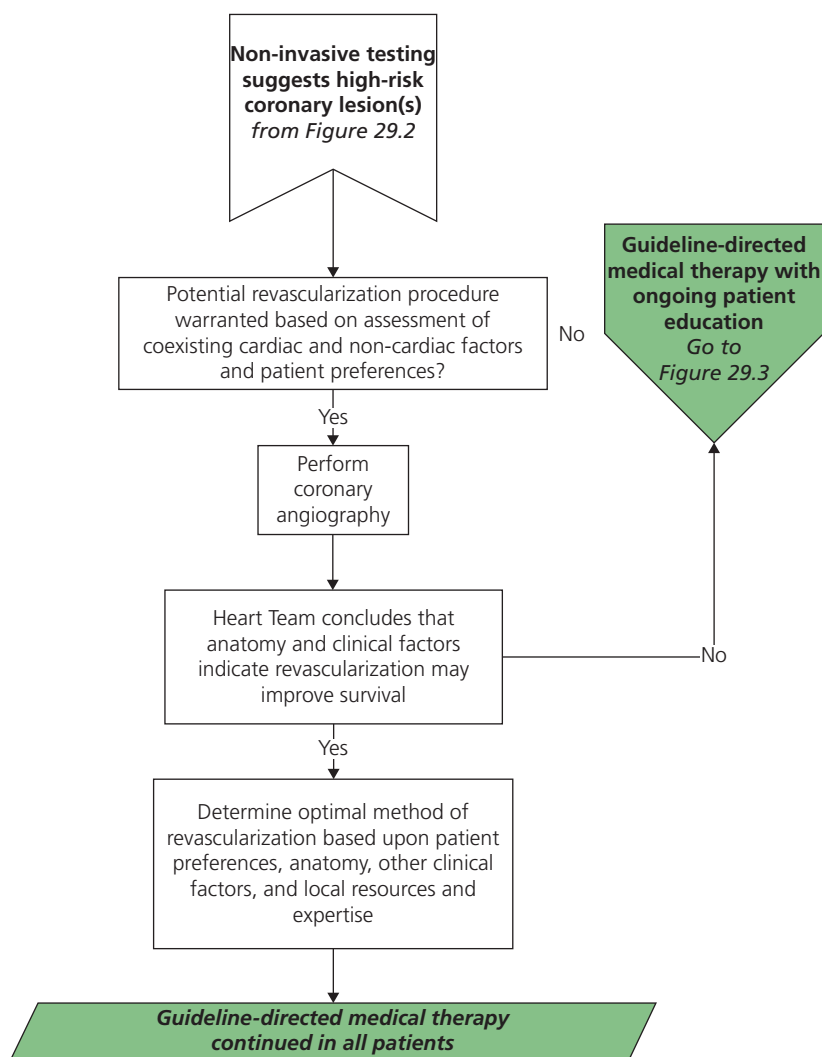 Non-invasive testing
suggests high-risk
coronary lesion(s)
from Figure 29.2
Potential revascularization procedure
warranted based on assessment of
coexisting cardiac and non-cardiac factors
and patient preferences?
No
Guideline-directed
medical therapy with
ongoing patient
education
Go to
Figure 29.3
Yes
Perform
coronary
angiography
Heart Team concludes that
anatomy and clinical factors
indicate revascularization may
improve survival
No
Yes
Determine optimal method of
revascularization based upon patient
preferences, anatomy, other clinical
factors, and local resources and
expertise
Guideline-directed medical therapy
continued in all patients